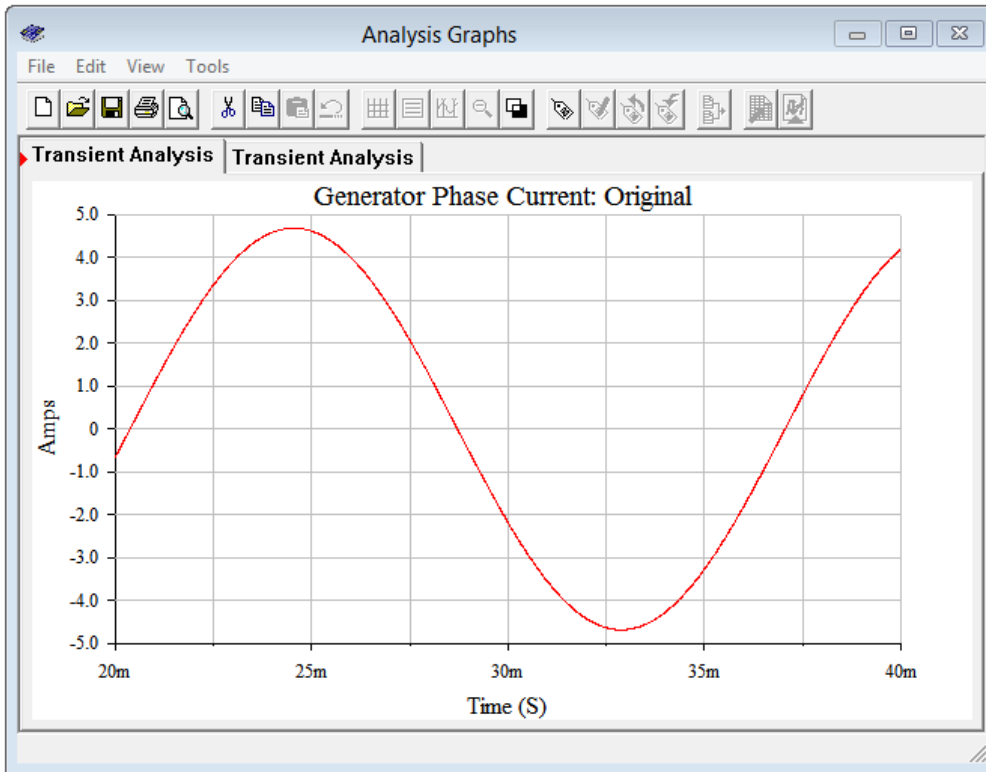 Analysis Graphs
File Edit View Tools
Transient Analysis Transient Analysis
Generator Phase Current: Original
5.0
4.0
3.0
2.0
1.0
0
-1.0
-2.0
-3.0
-4.0
-5.0
Amps
20m 25m 30m 35m 40m
Time (S)